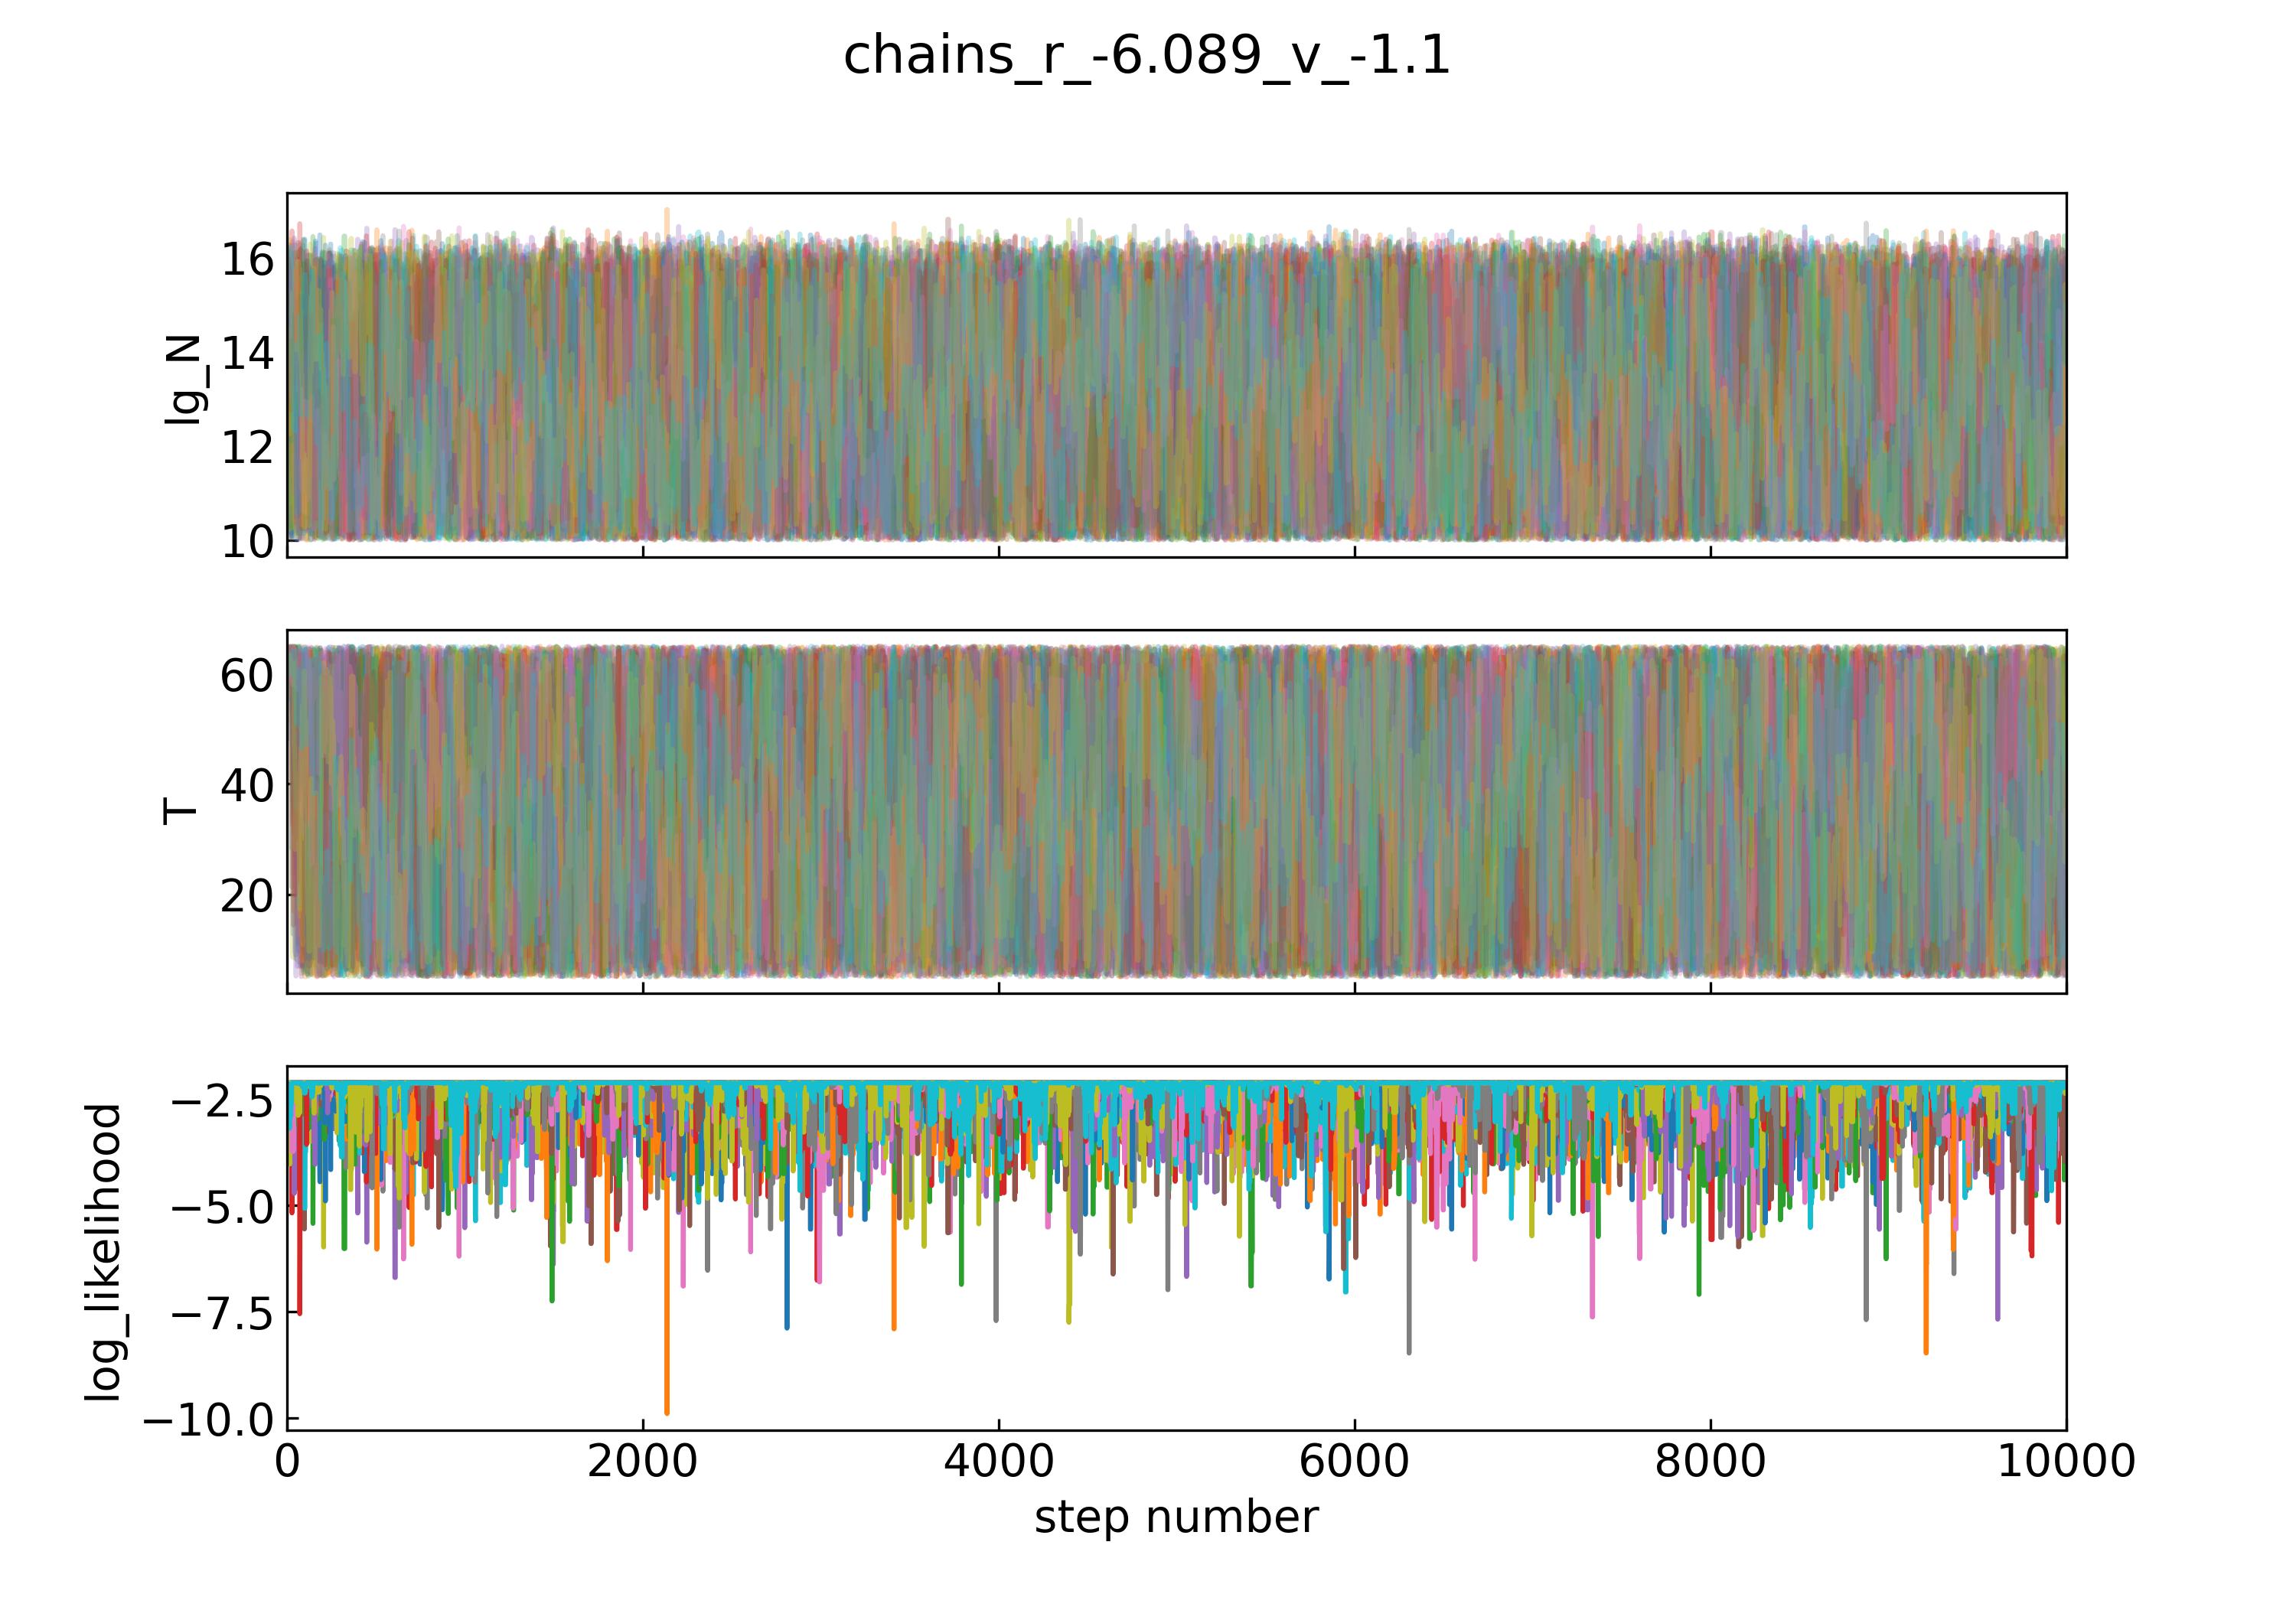 chains_r_-6.089_v_-1.1
16
14
12
10
lg_N
60
40
20
T
−2.5
−5.0
−7.5
−10.0
log_likelihood
0 2000 4000 6000 8000 10000
step number